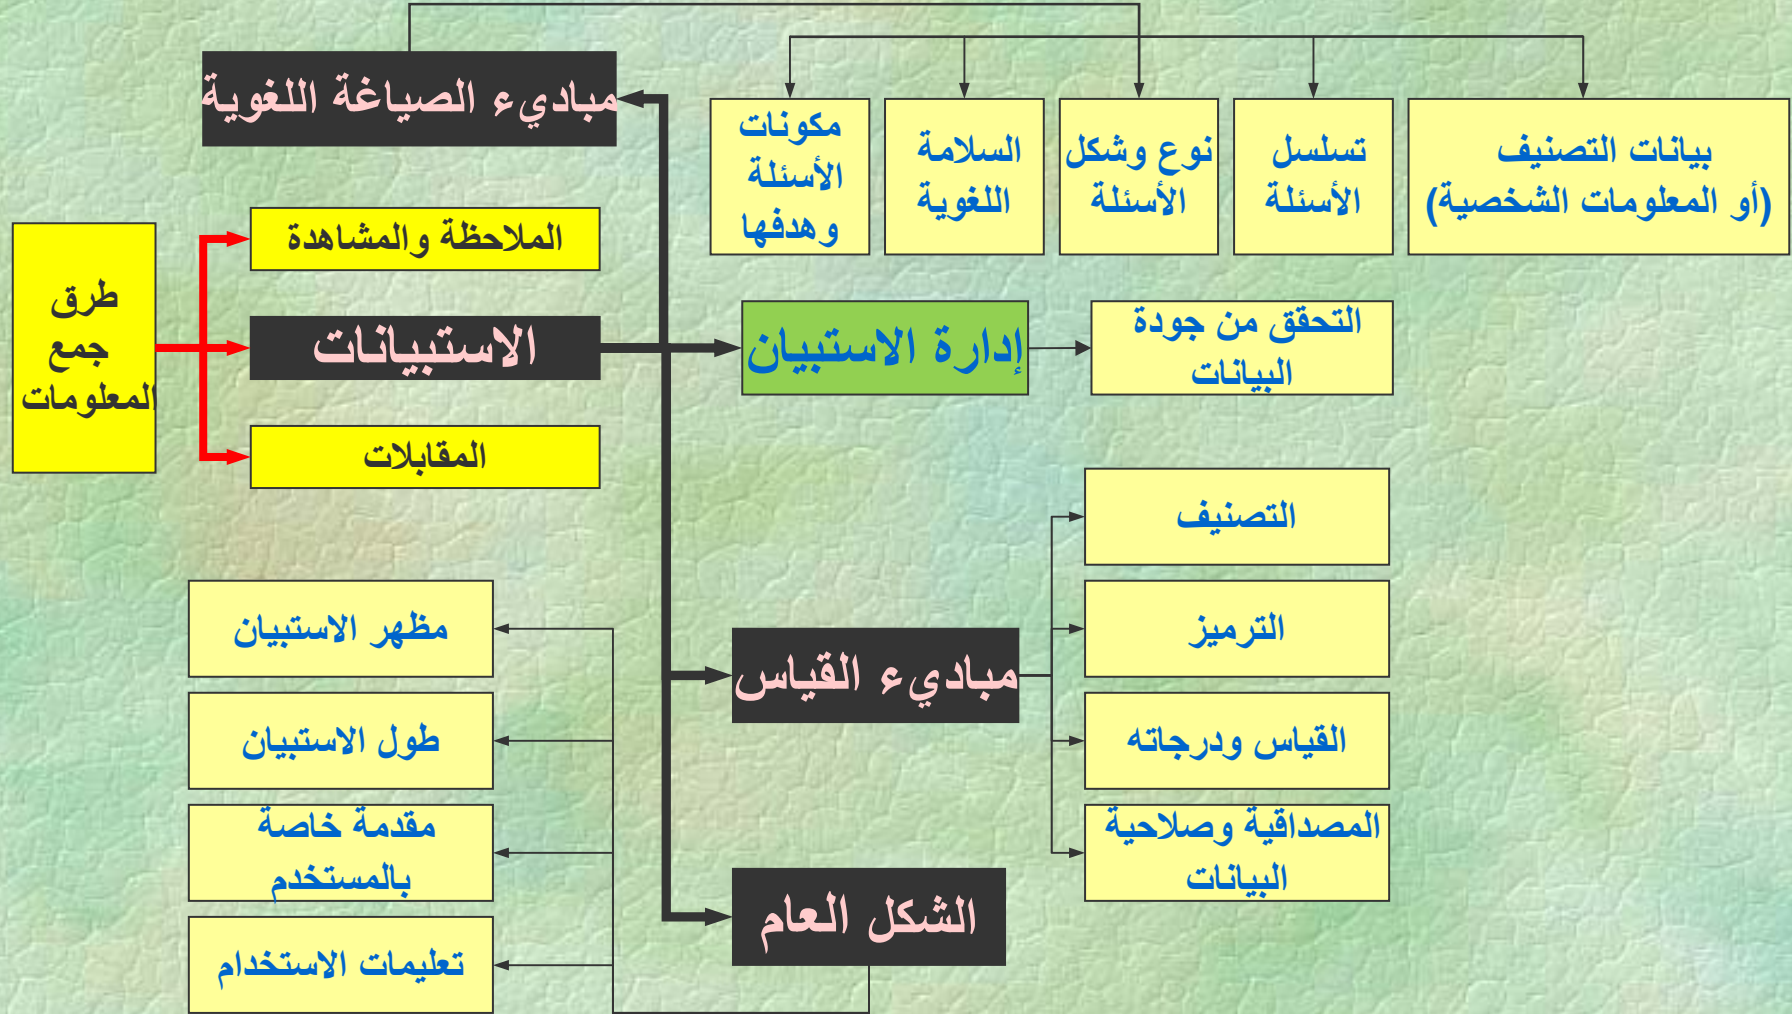 مباديء الصياغة اللغوية
مكونات
الأسئلة
وهدفها
السلامة
اللغوية
نوع وشكل
الأسئلة
تسلسل
الأسئلة
بيانات التصنيف
(أو المعلومات الشخصية)
طرق
جمع
المعلومات
الملاحظة والمشاهدة
الاستبيانات
المقابلات
إدارة الاستبيان
التحقق من جودة
البيانات
مباديء القياس
التصنيف
الترميز
القياس ودرجاته
المصداقية وصلاحية
البيانات
الشكل العام
مظهر الاستبيان
طول الاستبيان
مقدمة خاصة
بالمستخدم
تعليمات الاستخدام